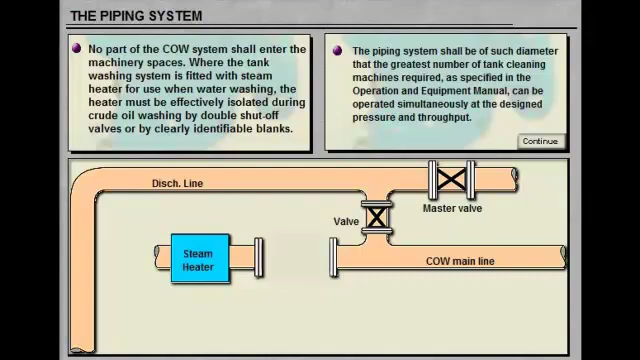 THE PIPING SYSTEM
No part of the COW system shall enter the
machinery spaces. Where the tank
washing system is fitted with steam
heater for use when water washing, the
heater must be effectively isolated during
crude oil washing by double shut-off
valves or by clearly identifiable blanks.
The piping system shall be of such diameter
that the greatest number of tank cleaning
machines required, as specified in the
Operation and Equipment Manual, can be
operated simultaneously at the designed
pressure and throughput.
Continue
Disch. Line
Master valve
Valve
Steam
Heater
COW main line